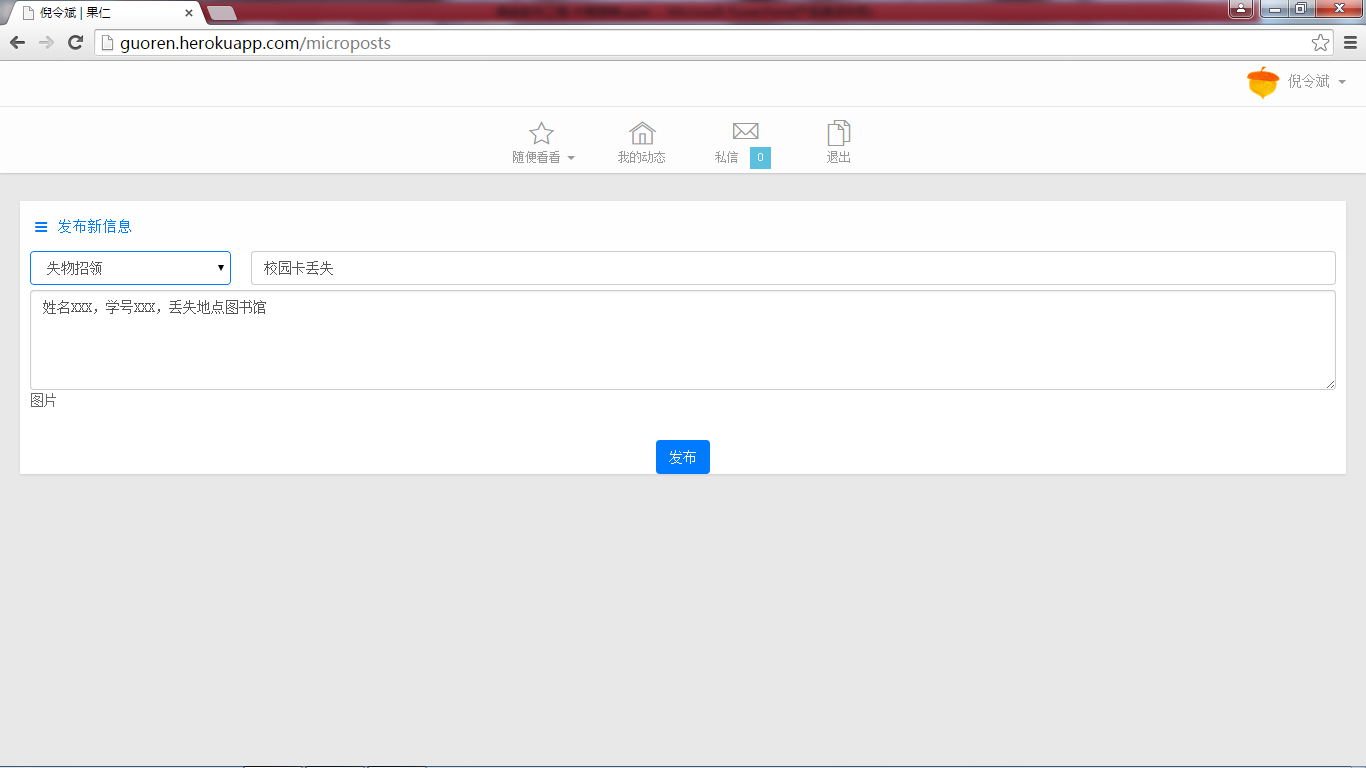 倪令斌 | 果仁
guoren.herokuapp.com/microposts
倪令斌
随便看看
我的动态
私信 0
退出
发布新信息
失物招领
校园卡丢失
姓名XXX，学号XXX，丢失地点图书馆
图片
发布